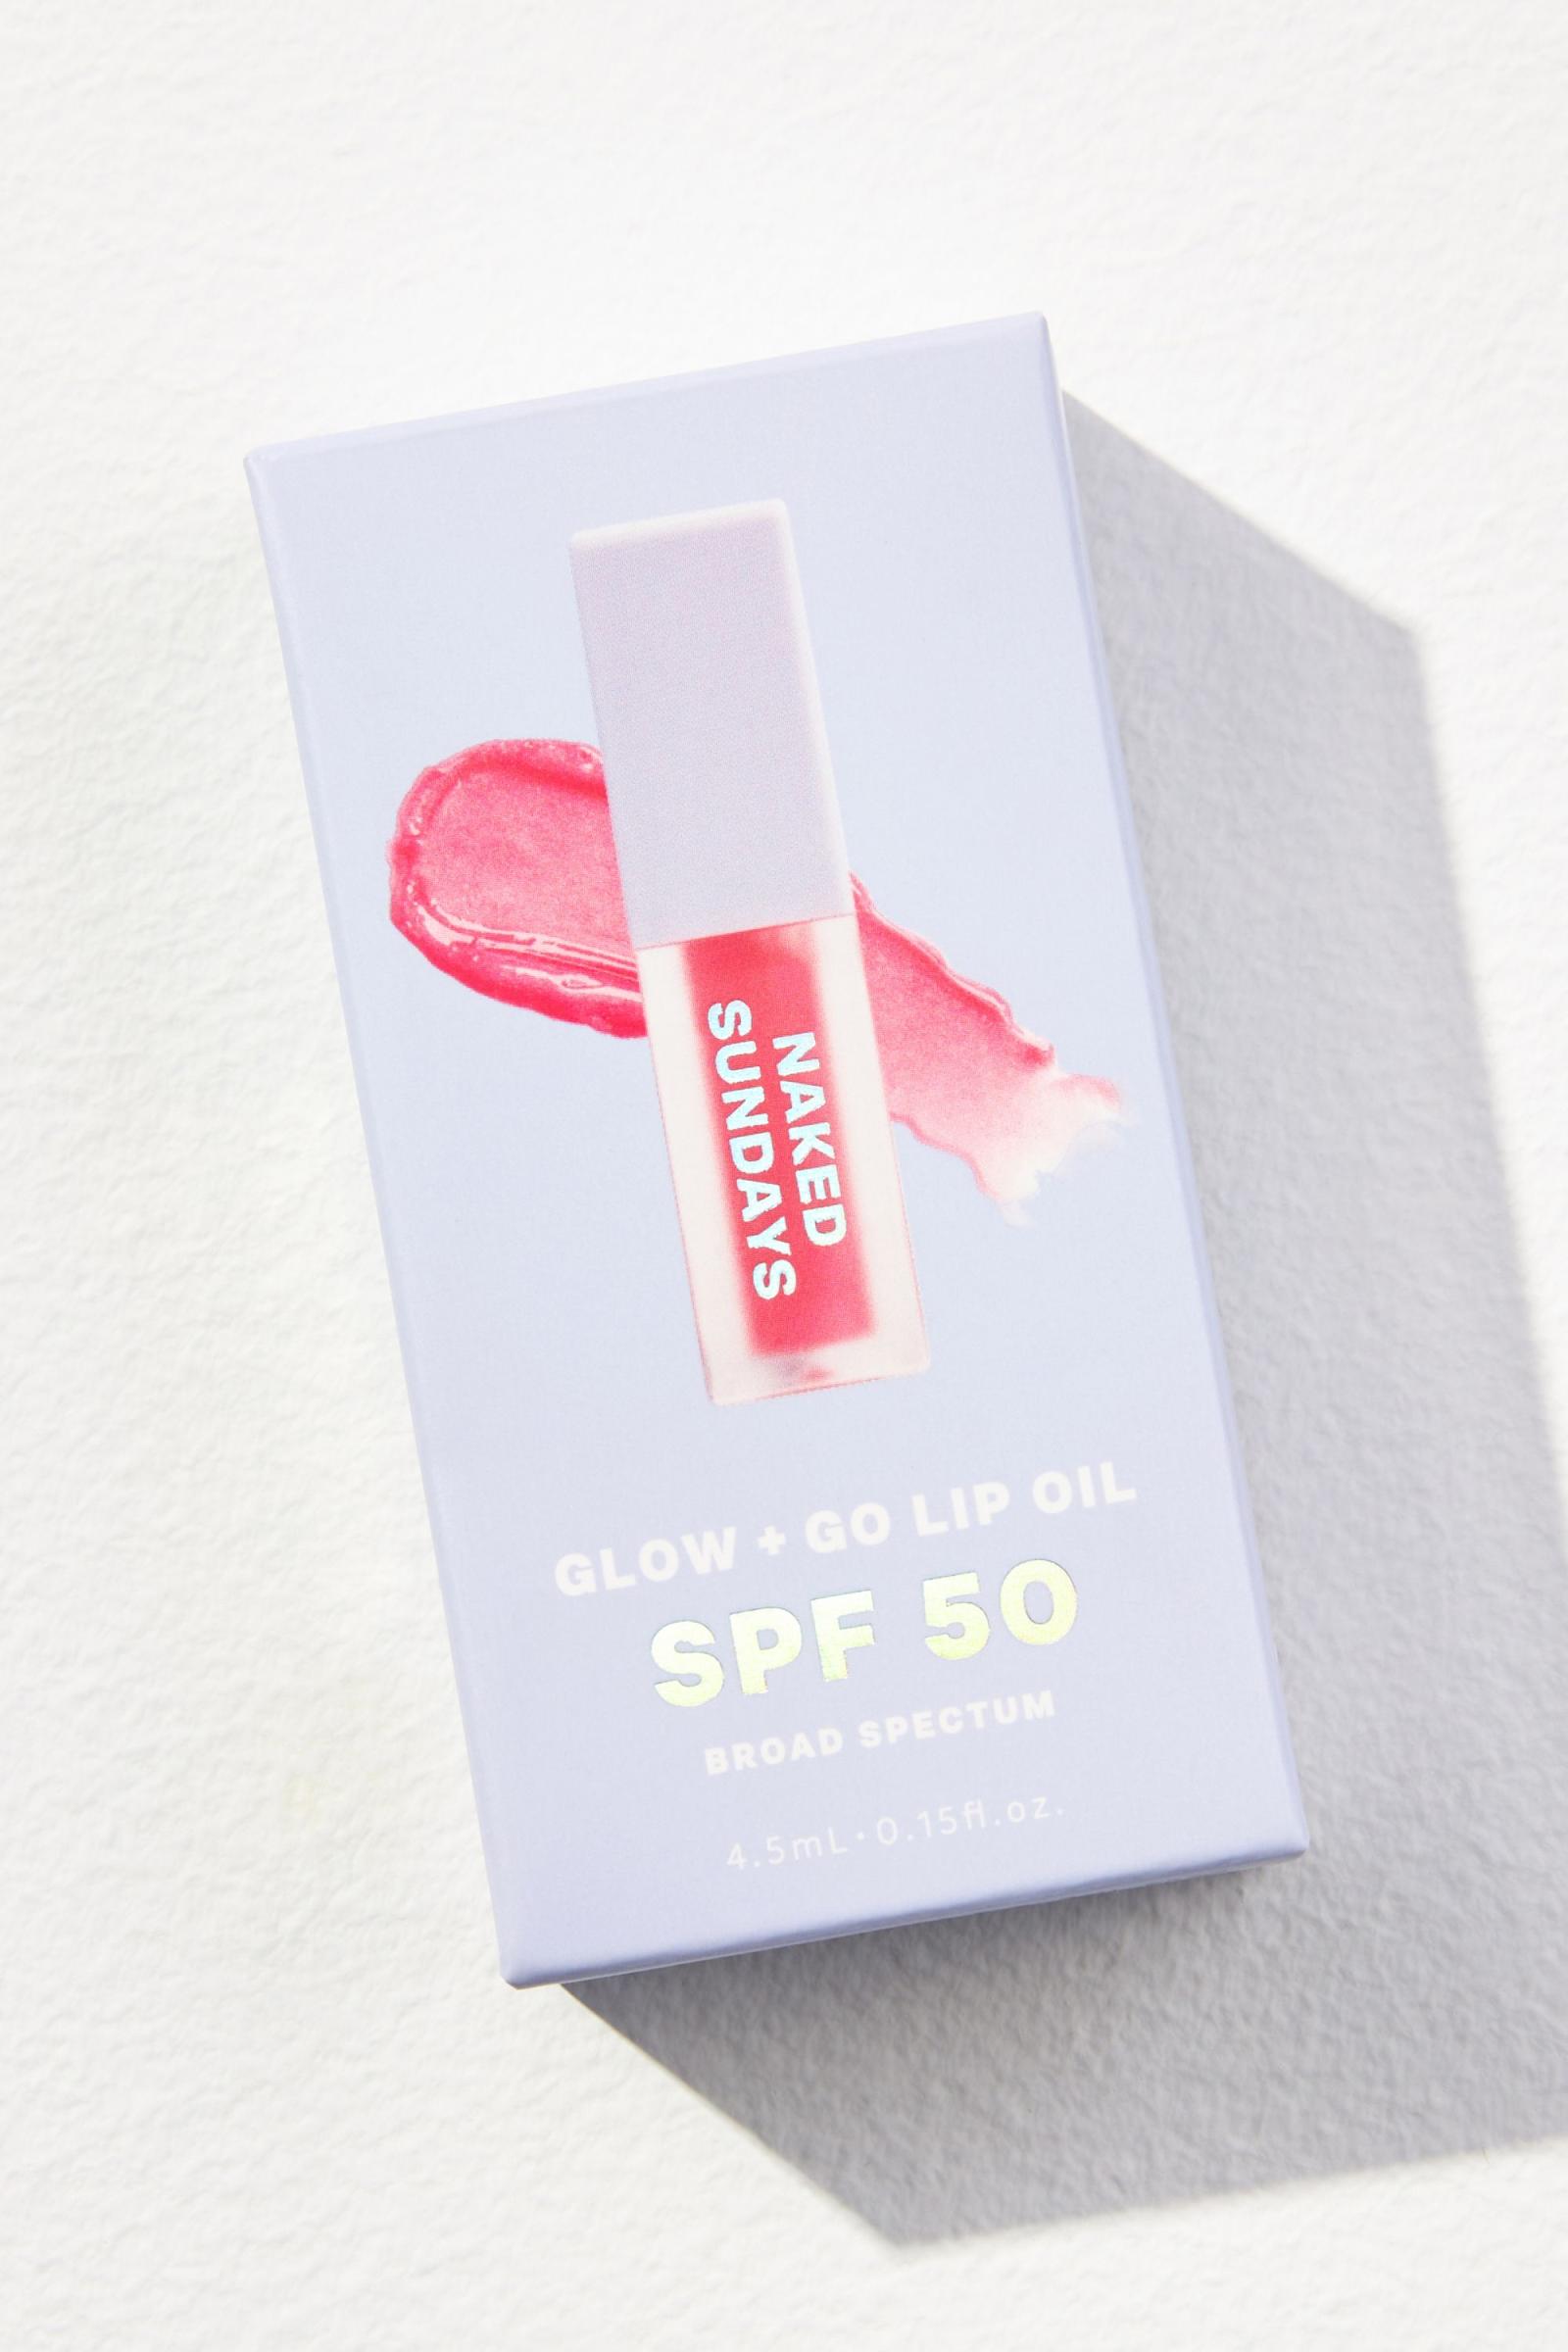 NAKED
SUNDAYS
GLOW + GO LIP OIL
SPF 50
BROAD SPECTUM
4.5mL·0.15fl.oz.